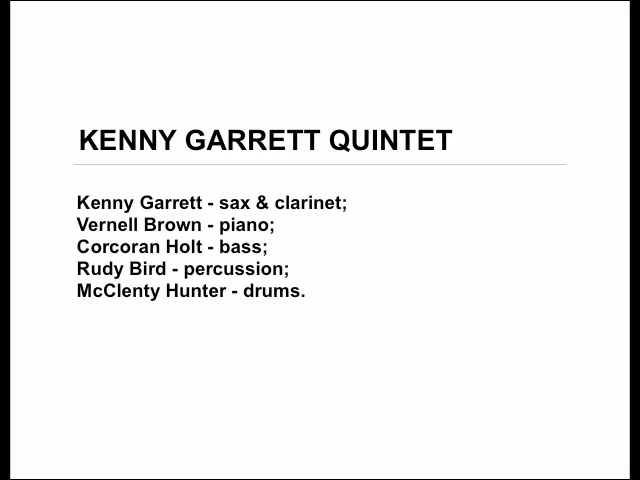 KENNY GARRETT QUINTET
Kenny Garrett - sax & clarinet;
Vernell Brown - piano;
Corcoran Holt - bass;
Rudy Bird - percussion;
McClenty Hunter - drums.